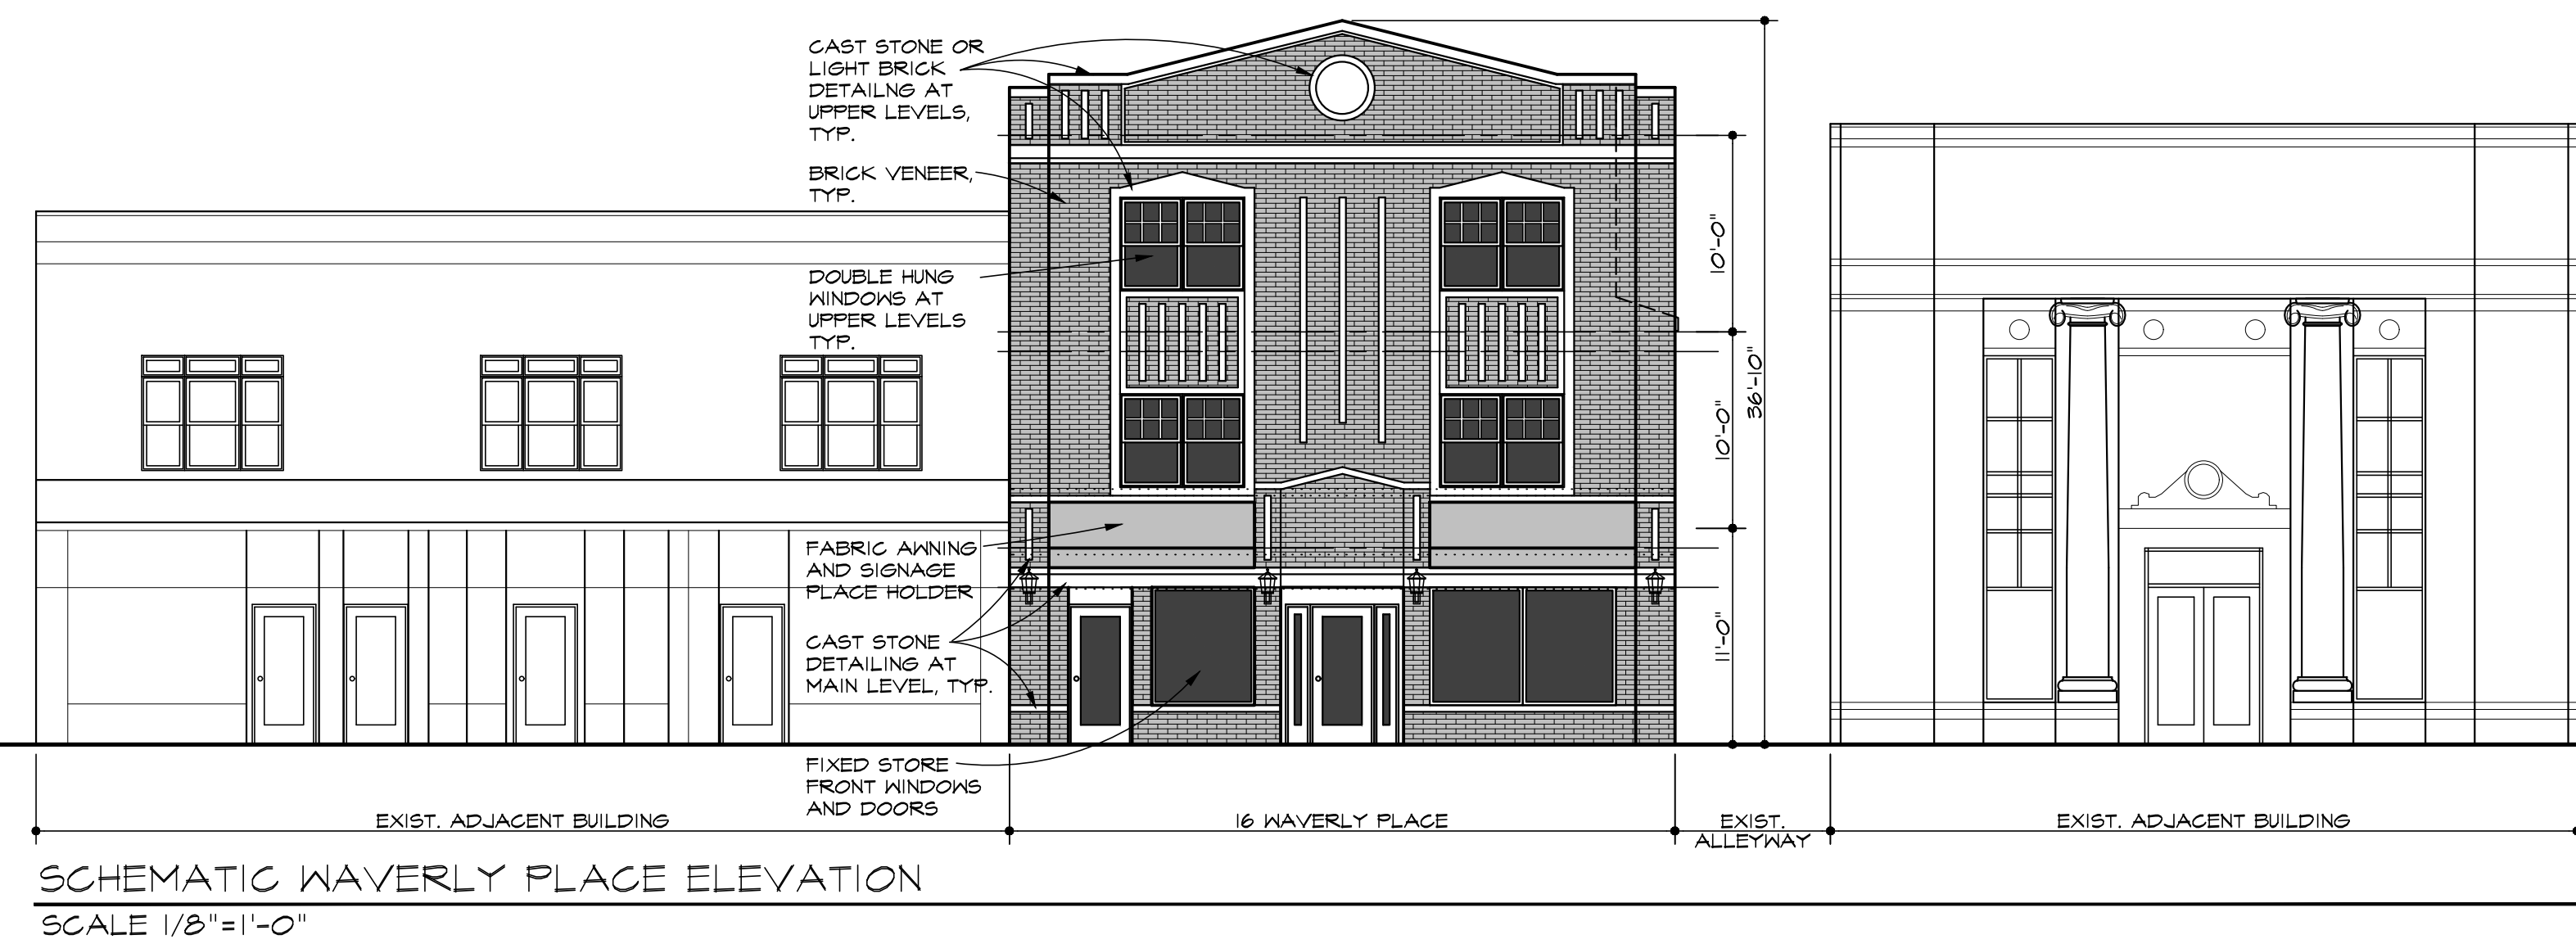 CAST STONE OR
LIGHT BRICK
DETAILNG AT
UPPER LEVELS,
TYP.
BRICK VENEER,
TYP.
DOUBLE HUNG
WINDOWS AT
UPPER LEVELS
TYP.
FABRIC AWNING
AND SIGNAGE
PLACE HOLDER
CAST STONE
DETAILING AT
MAIN LEVEL, TYP.
FIXED STORE
FRONT WINDOWS
AND DOORS
10'-0"
10'-0"
11'-0"
36'-10"
EXIST. ADJACENT BUILDING
16 WAVERLY PLACE
EXIST.
ALLEYWAY
EXIST. ADJACENT BUILDING
SCHEMATIC WAVERLY PLACE ELEVATION
SCALE 1/8"=1'-0"